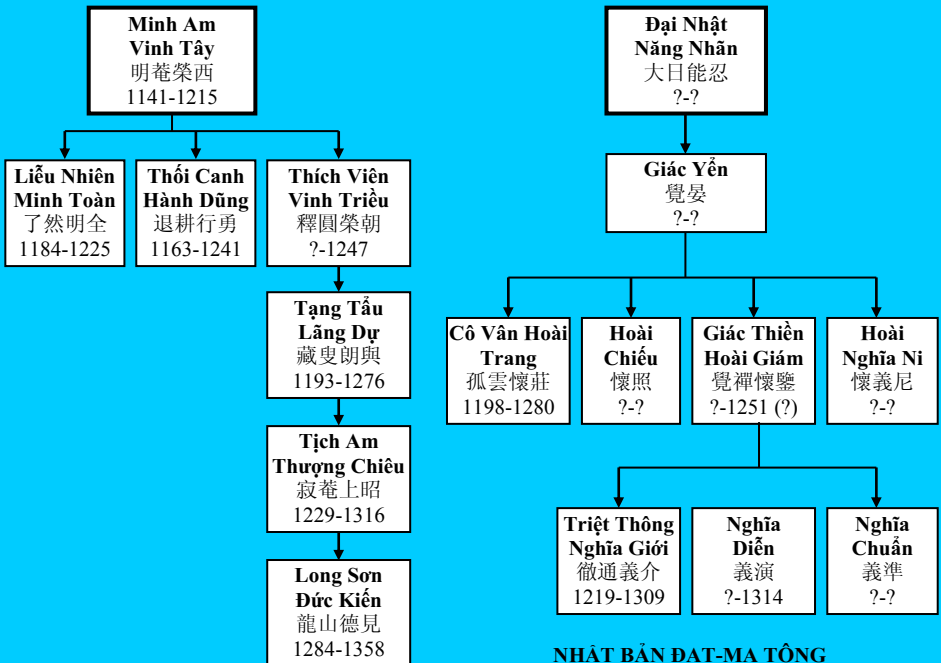 Minh Am
Vinh Tây
明菴榮西
1141-1215
Đại Nhật
Năng Nhãn
大日能忍
?-?
Liễu Nhiên
Minh Toàn
了然明全
1184-1225
Thối Canh
Hành Dũng
退耕行勇
1163-1241
Thích Viên
Vinh Triều
釋圓榮朝
?-1247
Giác Yển
覺晏
?-?
Tạng Tẩu
Lãng Dự
藏叟朗與
1193-1276
Cô Vân Hoài
Trang
孤雲懷莊
1198-1280
Hoài
Chiếu
懷照
?-?
Giác Thiền
Hoài Giám
覺禪懷鑒
?-1251 (?)
Hoài
Nghĩa Ni
懷義尼
?-?
Tịch Am
Thượng Chiêu
寂菴上昭
1229-1316
Triệt Thông
Nghĩa Giới
徹通義介
1219-1309
Nghĩa
Diễn
義演
?-1314
Nghĩa
Chuẩn
義準
?-?
Long Sơn
Đức Kiến
龍山德見
1284-1358
NHẬT BẢN ĐẠT-MA TÔNG